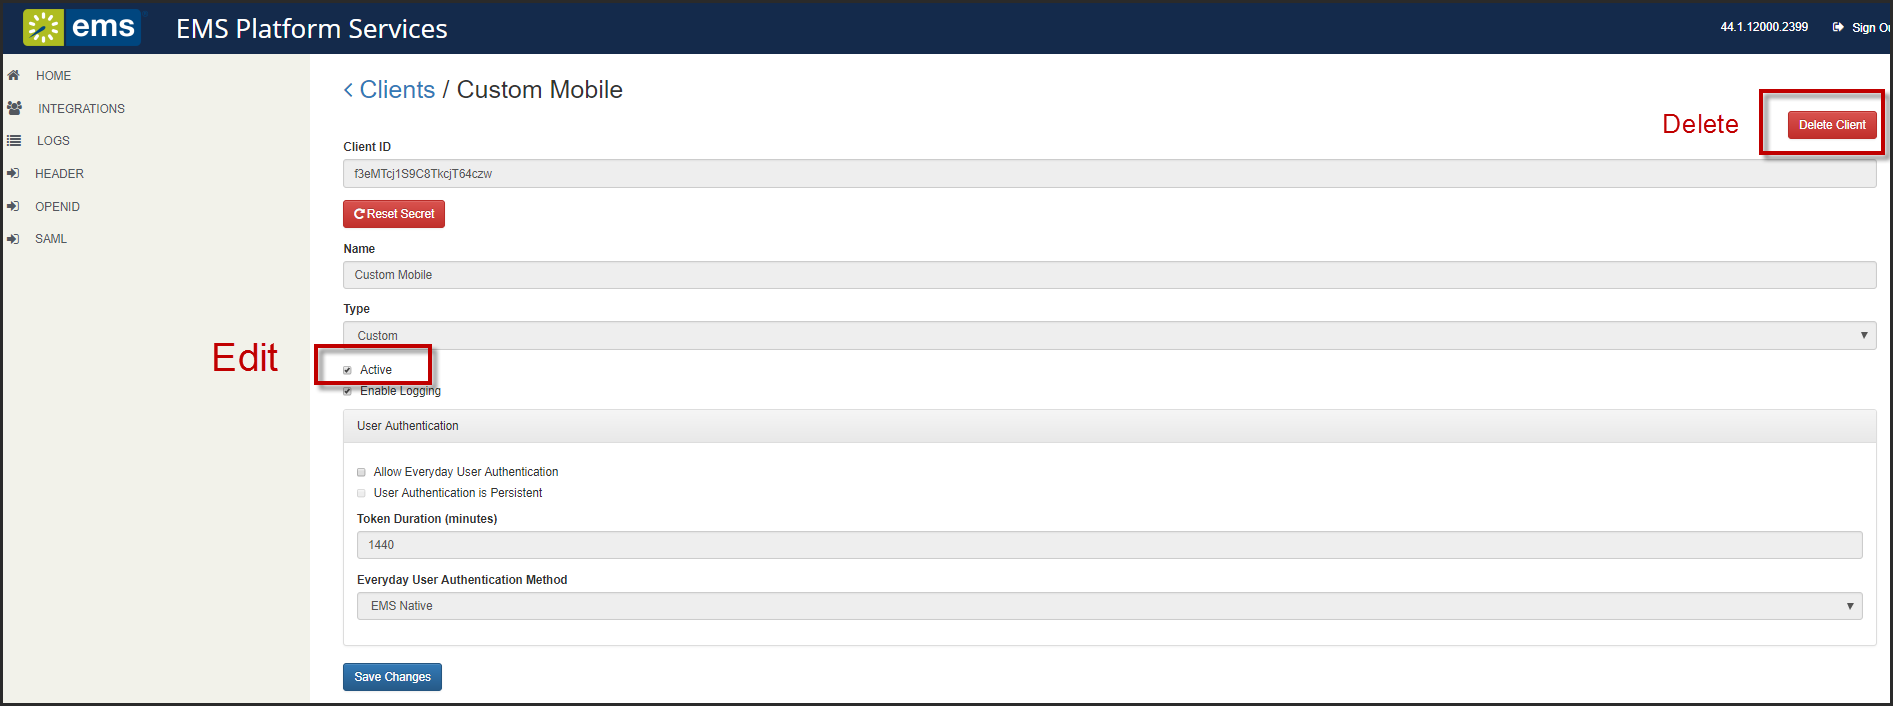 ems EMS Platform Services 44.1.12000.2399 Sign Ou
HOME
INTEGRATIONS
LOGS
HEADER
OPENID
SAML
< Clients / Custom Mobile
Delete
Delete Client
Client ID
f3eMTcj1S9C8TkcjT64czw
Reset Secret
Name
Custom Mobile
Type
Custom
Edit
Active
Enable Logging
User Authentication
Allow Everyday User Authentication
User Authentication is Persistent
Token Duration (minutes)
1440
Everyday User Authentication Method
EMS Native
Save Changes